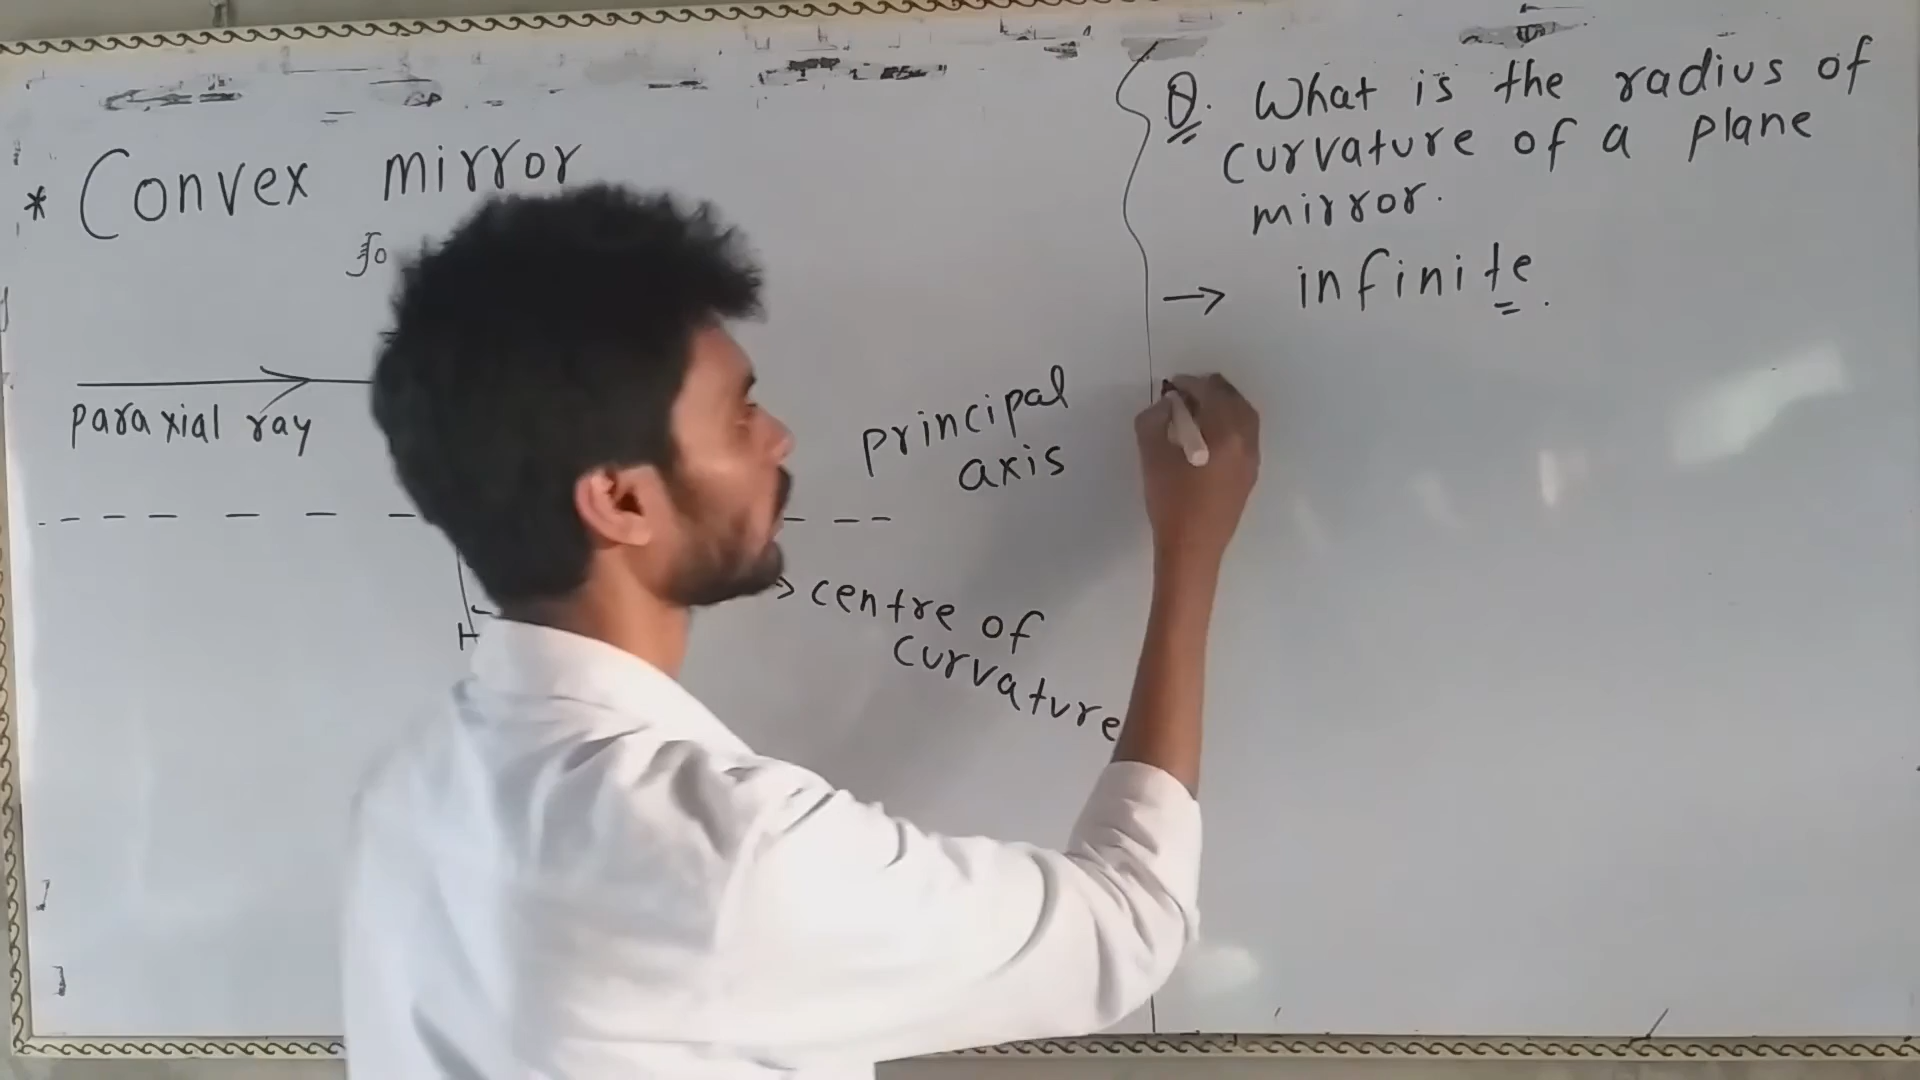 * Convex mirror
paraxial ray
principal
axis
centre of
curvature
Q. What is the radius of
curvature of a plane
mirror.
→ infinite.